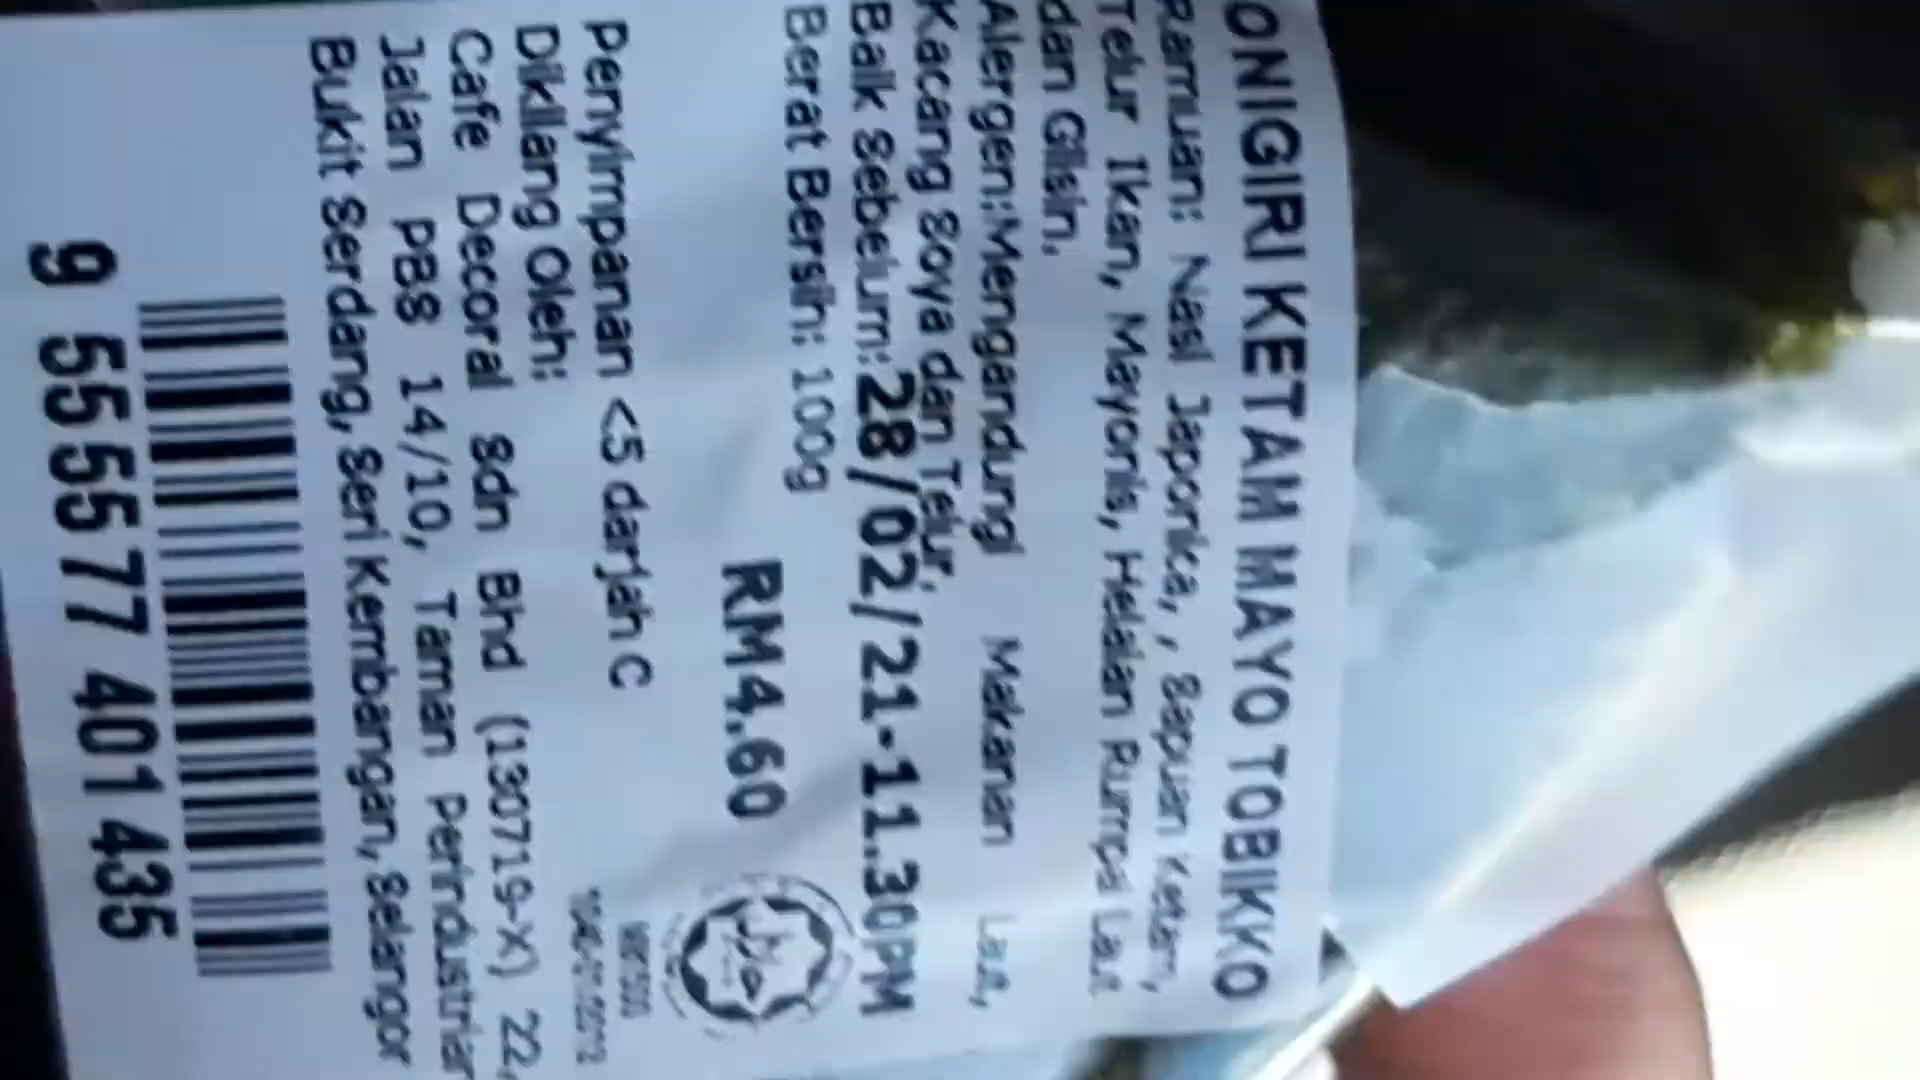 ONIGIRI KETAM MAYO TOBIKKO
Ramuan: Nasi Japonika, , Sapuan Ketam,
Telur Ikan, Mayonis, Helaian Rumpai Laut
dan Glisin.
Alergen:Mengandungi Makanan Laut,
Kacang Soya dan Telur.
Baik Sebelum:28/02/21-11.30PM
Berat Bersih: 100g
RM4.60
Penyimpanan <5 darjah C
Dikilang Oleh:
Cafe Decoral Sdn Bhd (130719-X) 22,
Jalan PBS 14/10, Taman Perindustrian
Bukit Serdang, Seri Kembangan, Selangor
9 555577 401435